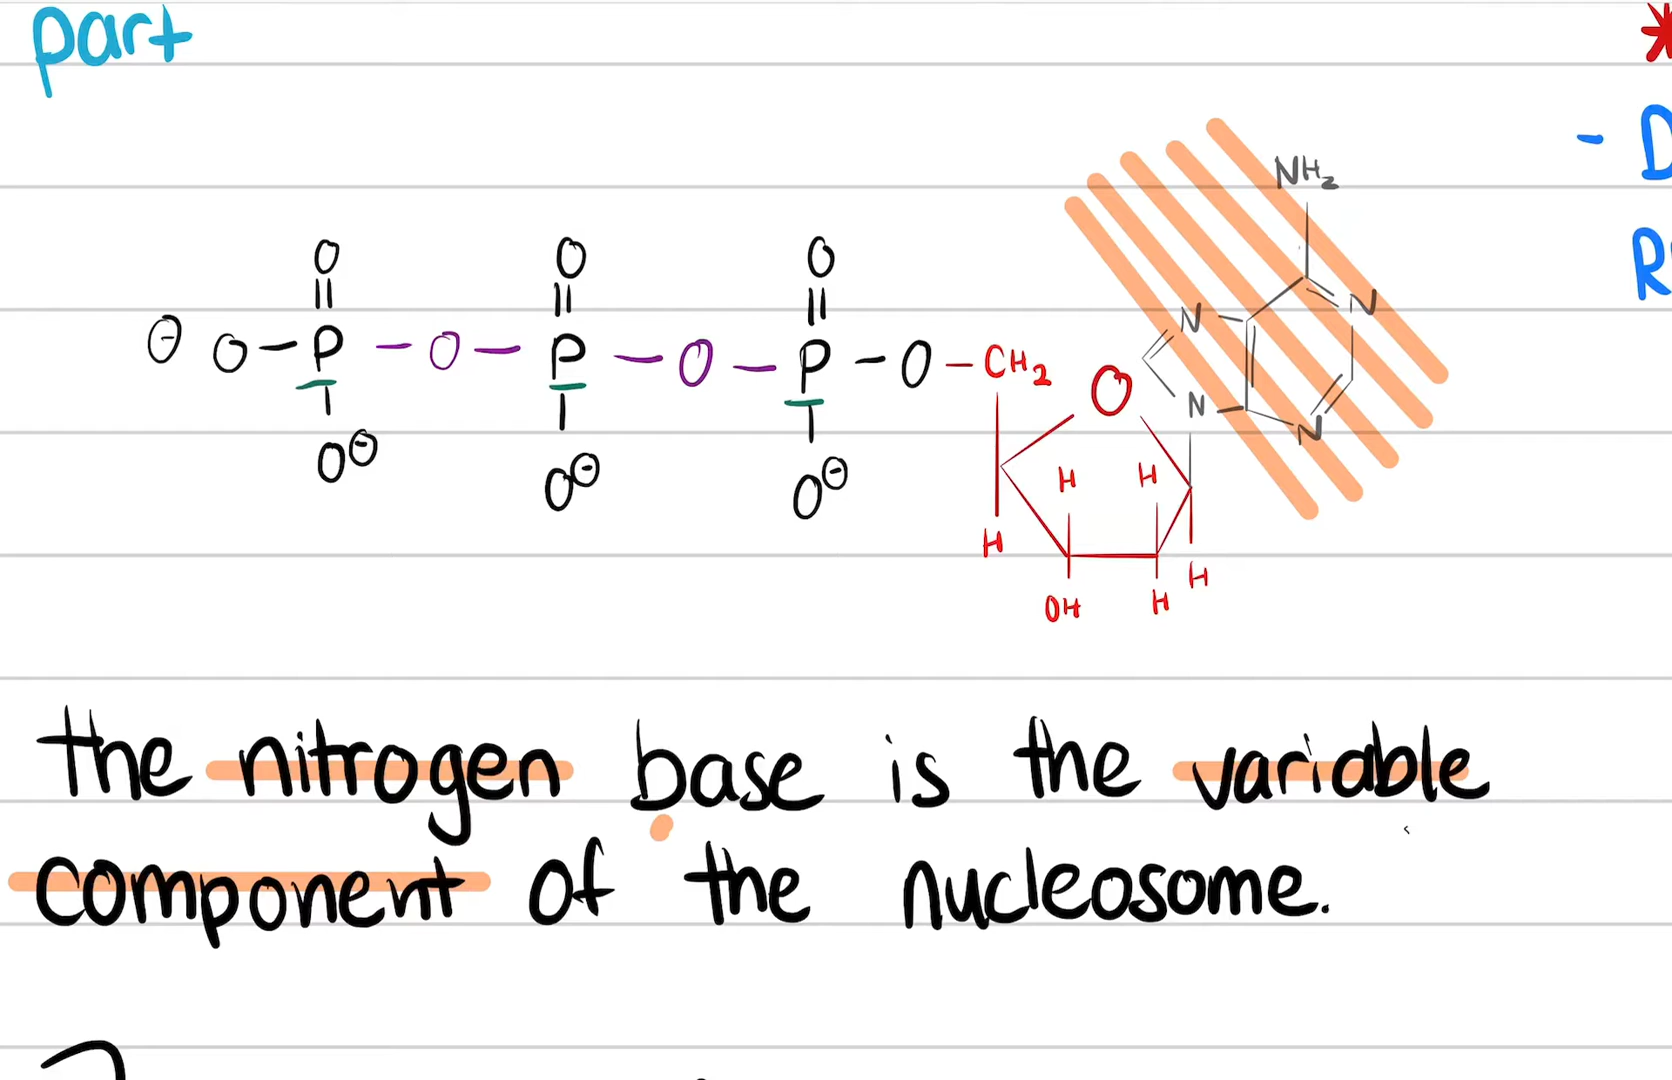 part
*
- D
R
NH₂
O O O
|| || ||
⊖ O-P-O-P-O-P-O-CH₂ O
O⊖ O⊖ O⊖
N N
N N
H H
H H
OH H
the nitrogen base is the variable
component of the nucleosome.